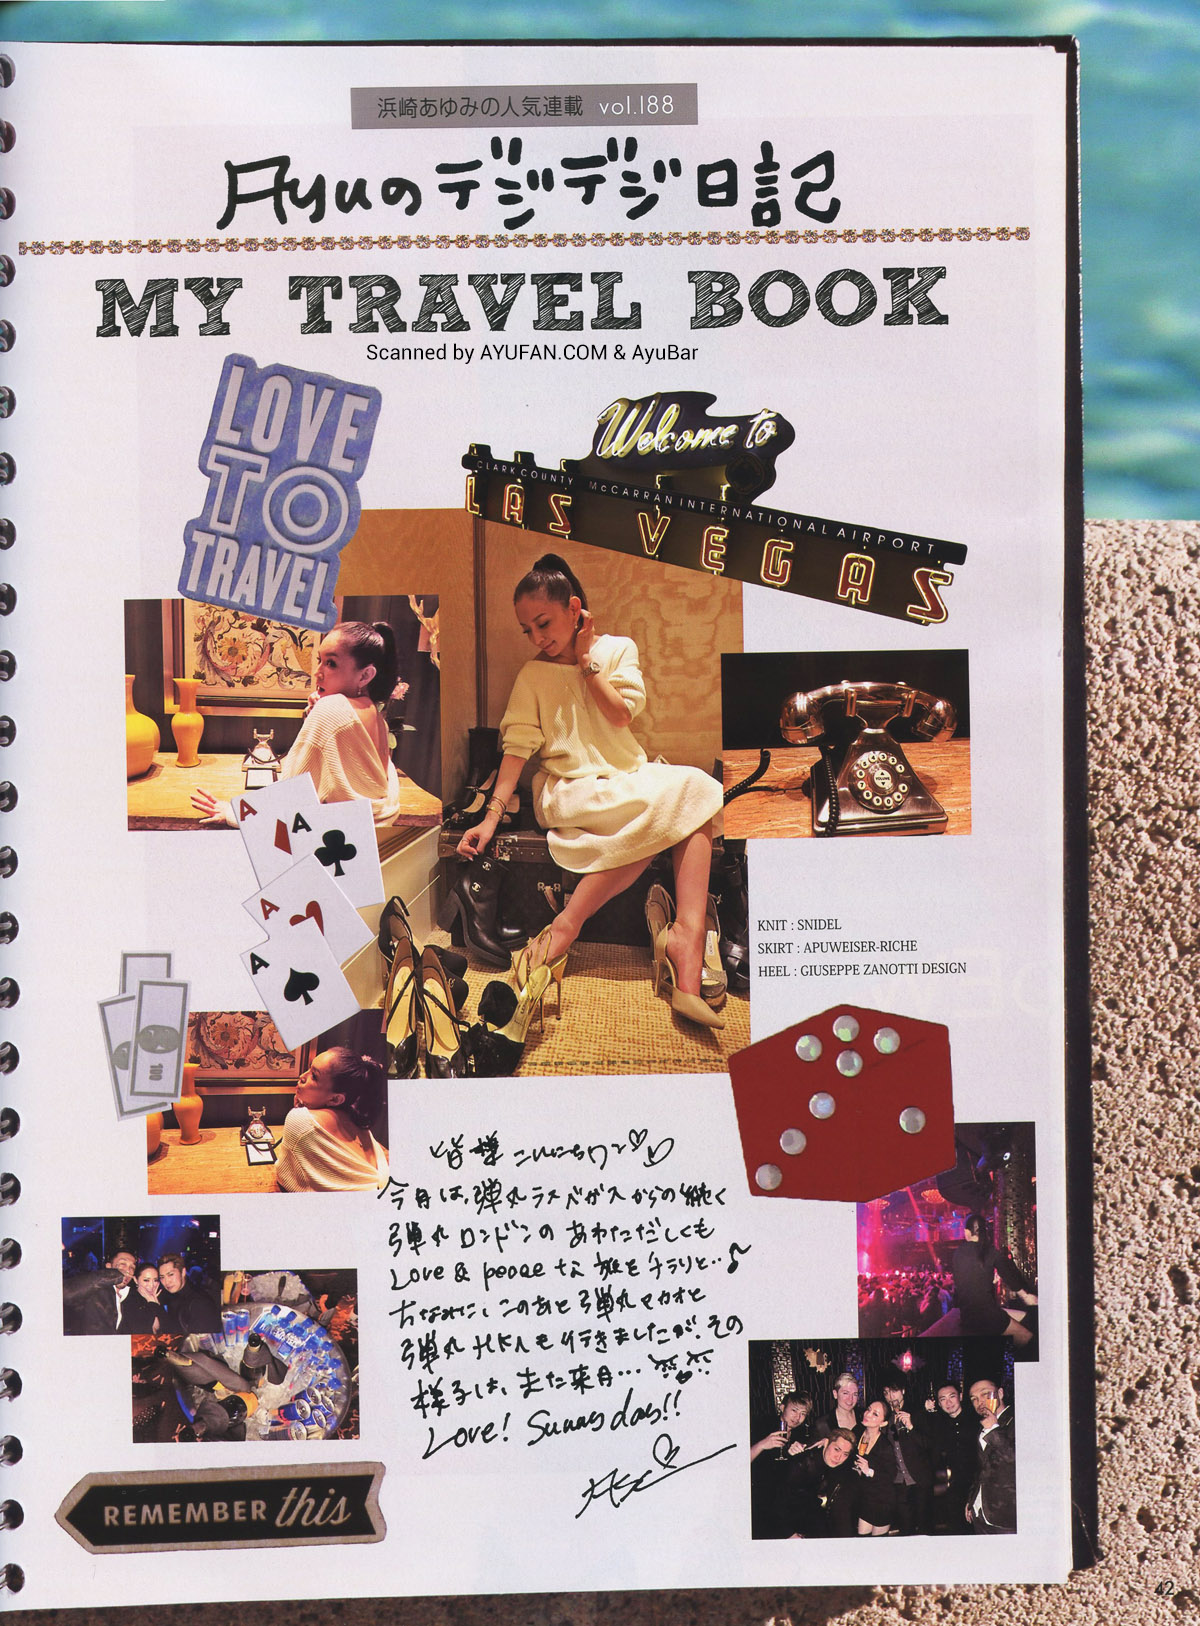 浜崎あゆみの人気連載 vol.188
Ayuのデジデジ日記
MY TRAVEL BOOK
Scanned by AYUFAN.COM & AyuBar
LOVE
TO
TRAVEL
Welcome to
CLARK COUNTY McCARRAN INTERNATIONAL AIRPORT
LAS VEGAS
A
A
A
A
KNIT : SNIDEL
SKIRT : APUWEISER-RICHE
HEEL : GIUSEPPE ZANOTTI DESIGN
100
皆様こんにちワン
今月は、弾丸ラスベガスからの続く
弾丸ロンドンのあわただしくも
Love & peaceな旅をチラリと..♪
ちなみに、このあと弾丸マカオと
弾丸HKにも行きましたが、その
様子は、また来月...
Love! Sunny day!!
REMEMBER this
42